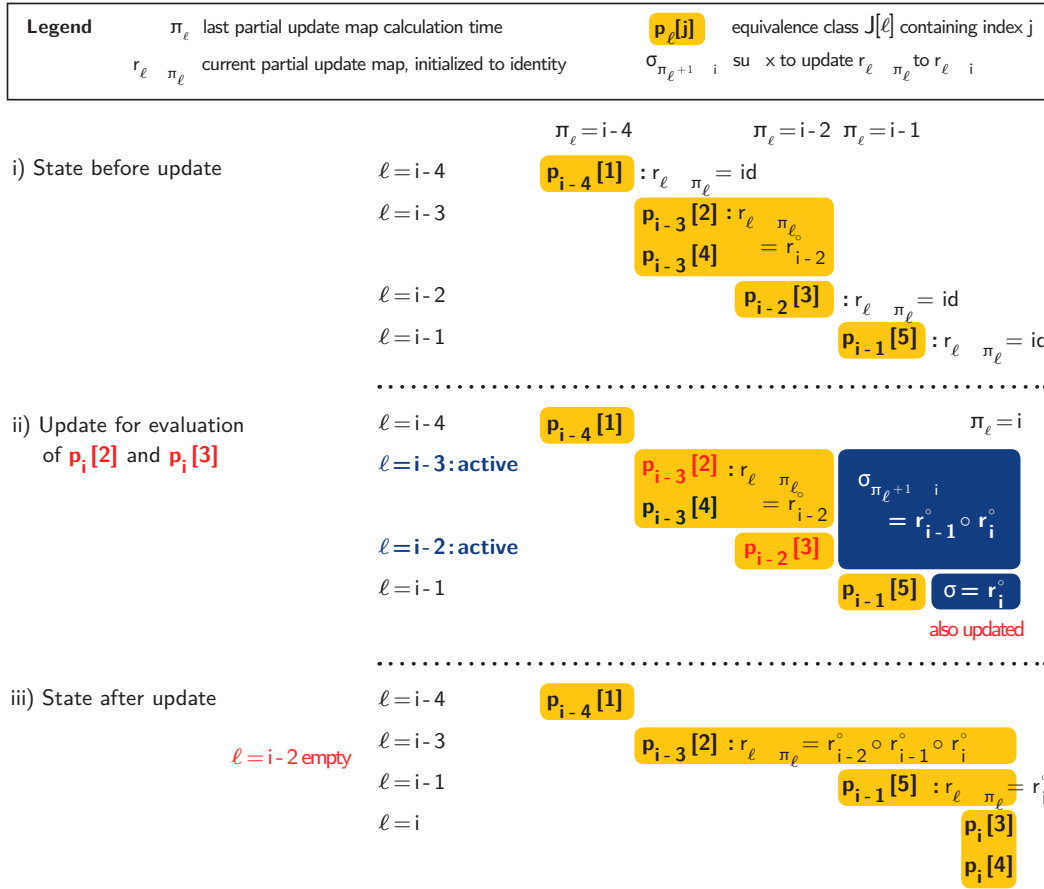 Legend π_ℓ last partial update map calculation time p_ℓ[j] equivalence class J[ℓ] containing index j
r_ℓ π_ℓ current partial update map, initialized to identity σ_{π_ℓ+1 i} su x to update r_ℓ π_ℓ to r_ℓ i
π_ℓ = i-4 π_ℓ = i-2 π_ℓ = i-1
i) State before update ℓ = i-4 p_{i-4}[1] : r_ℓ π_ℓ = id
ℓ = i-3 p_{i-3}[2] : r_ℓ π_ℓ
p_{i-3}[4] = r°_{i-2}
ℓ = i-2 p_{i-2}[3] : r_ℓ π_ℓ = id
ℓ = i-1 p_{i-1}[5] : r_ℓ π_ℓ = id
ii) Update for evaluation ℓ = i-4 p_{i-4}[1] π_ℓ = i
of p_i[2] and p_i[3]
ℓ = i-3: active p_{i-3}[2] : r_ℓ π_ℓ σ_{π_ℓ+1 i}
p_{i-3}[4] = r°_{i-2} = r°_{i-1} ∘ r°_i
ℓ = i-2: active p_{i-2}[3]
ℓ = i-1 p_{i-1}[5] σ = r°_i
also updated
iii) State after update ℓ = i-4 p_{i-4}[1]
ℓ = i-3 p_{i-3}[2] : r_ℓ π_ℓ = r°_{i-2} ∘ r°_{i-1} ∘ r°_i
ℓ = i-2 empty
ℓ = i-1 p_{i-1}[5] : r_ℓ π_ℓ = r°_i
ℓ = i p_i[3]
p_i[4]